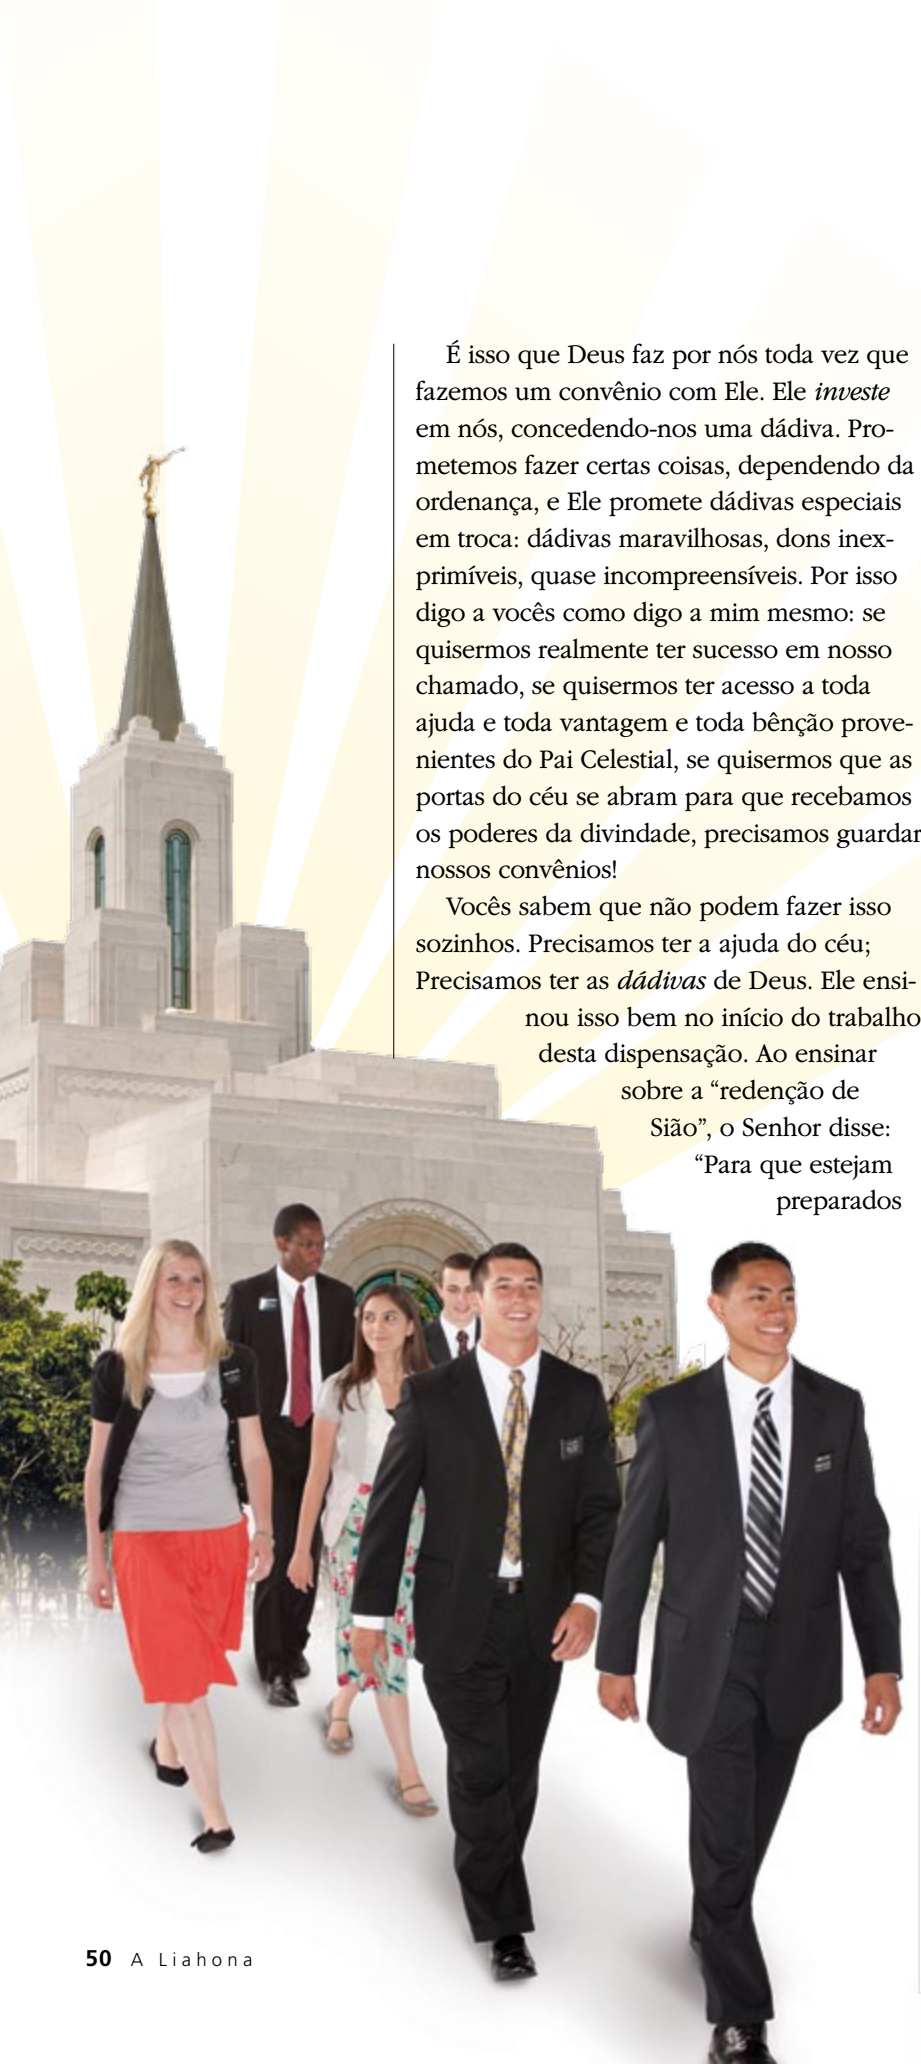 É isso que Deus faz por nós toda vez que
fazemos um convênio com Ele. Ele investe
em nós, concedendo-nos uma dádiva. Pro-
metemos fazer certas coisas, dependendo da
ordenança, e Ele promete dádivas especiais
em troca: dádivas maravilhosas, dons inex-
primíveis, quase incompreensíveis. Por isso
digo a vocês como digo a mim mesmo: se
quisermos realmente ter sucesso em nosso
chamado, se quisermos ter acesso a toda
ajuda e toda vantagem e toda bênção prove-
nientes do Pai Celestial, se quisermos que as
portas do céu se abram para que recebamos
os poderes da divindade, precisamos guardar
nossos convênios!
Vocês sabem que não podem fazer isso
sozinhos. Precisamos ter a ajuda do céu;
Precisamos ter as dádivas de Deus. Ele ensi-
nou isso bem no início do trabalho
desta dispensação. Ao ensinar
sobre a “redenção de
Sião”, o Senhor disse:
“Para que estejam
preparados
50 A Liahona